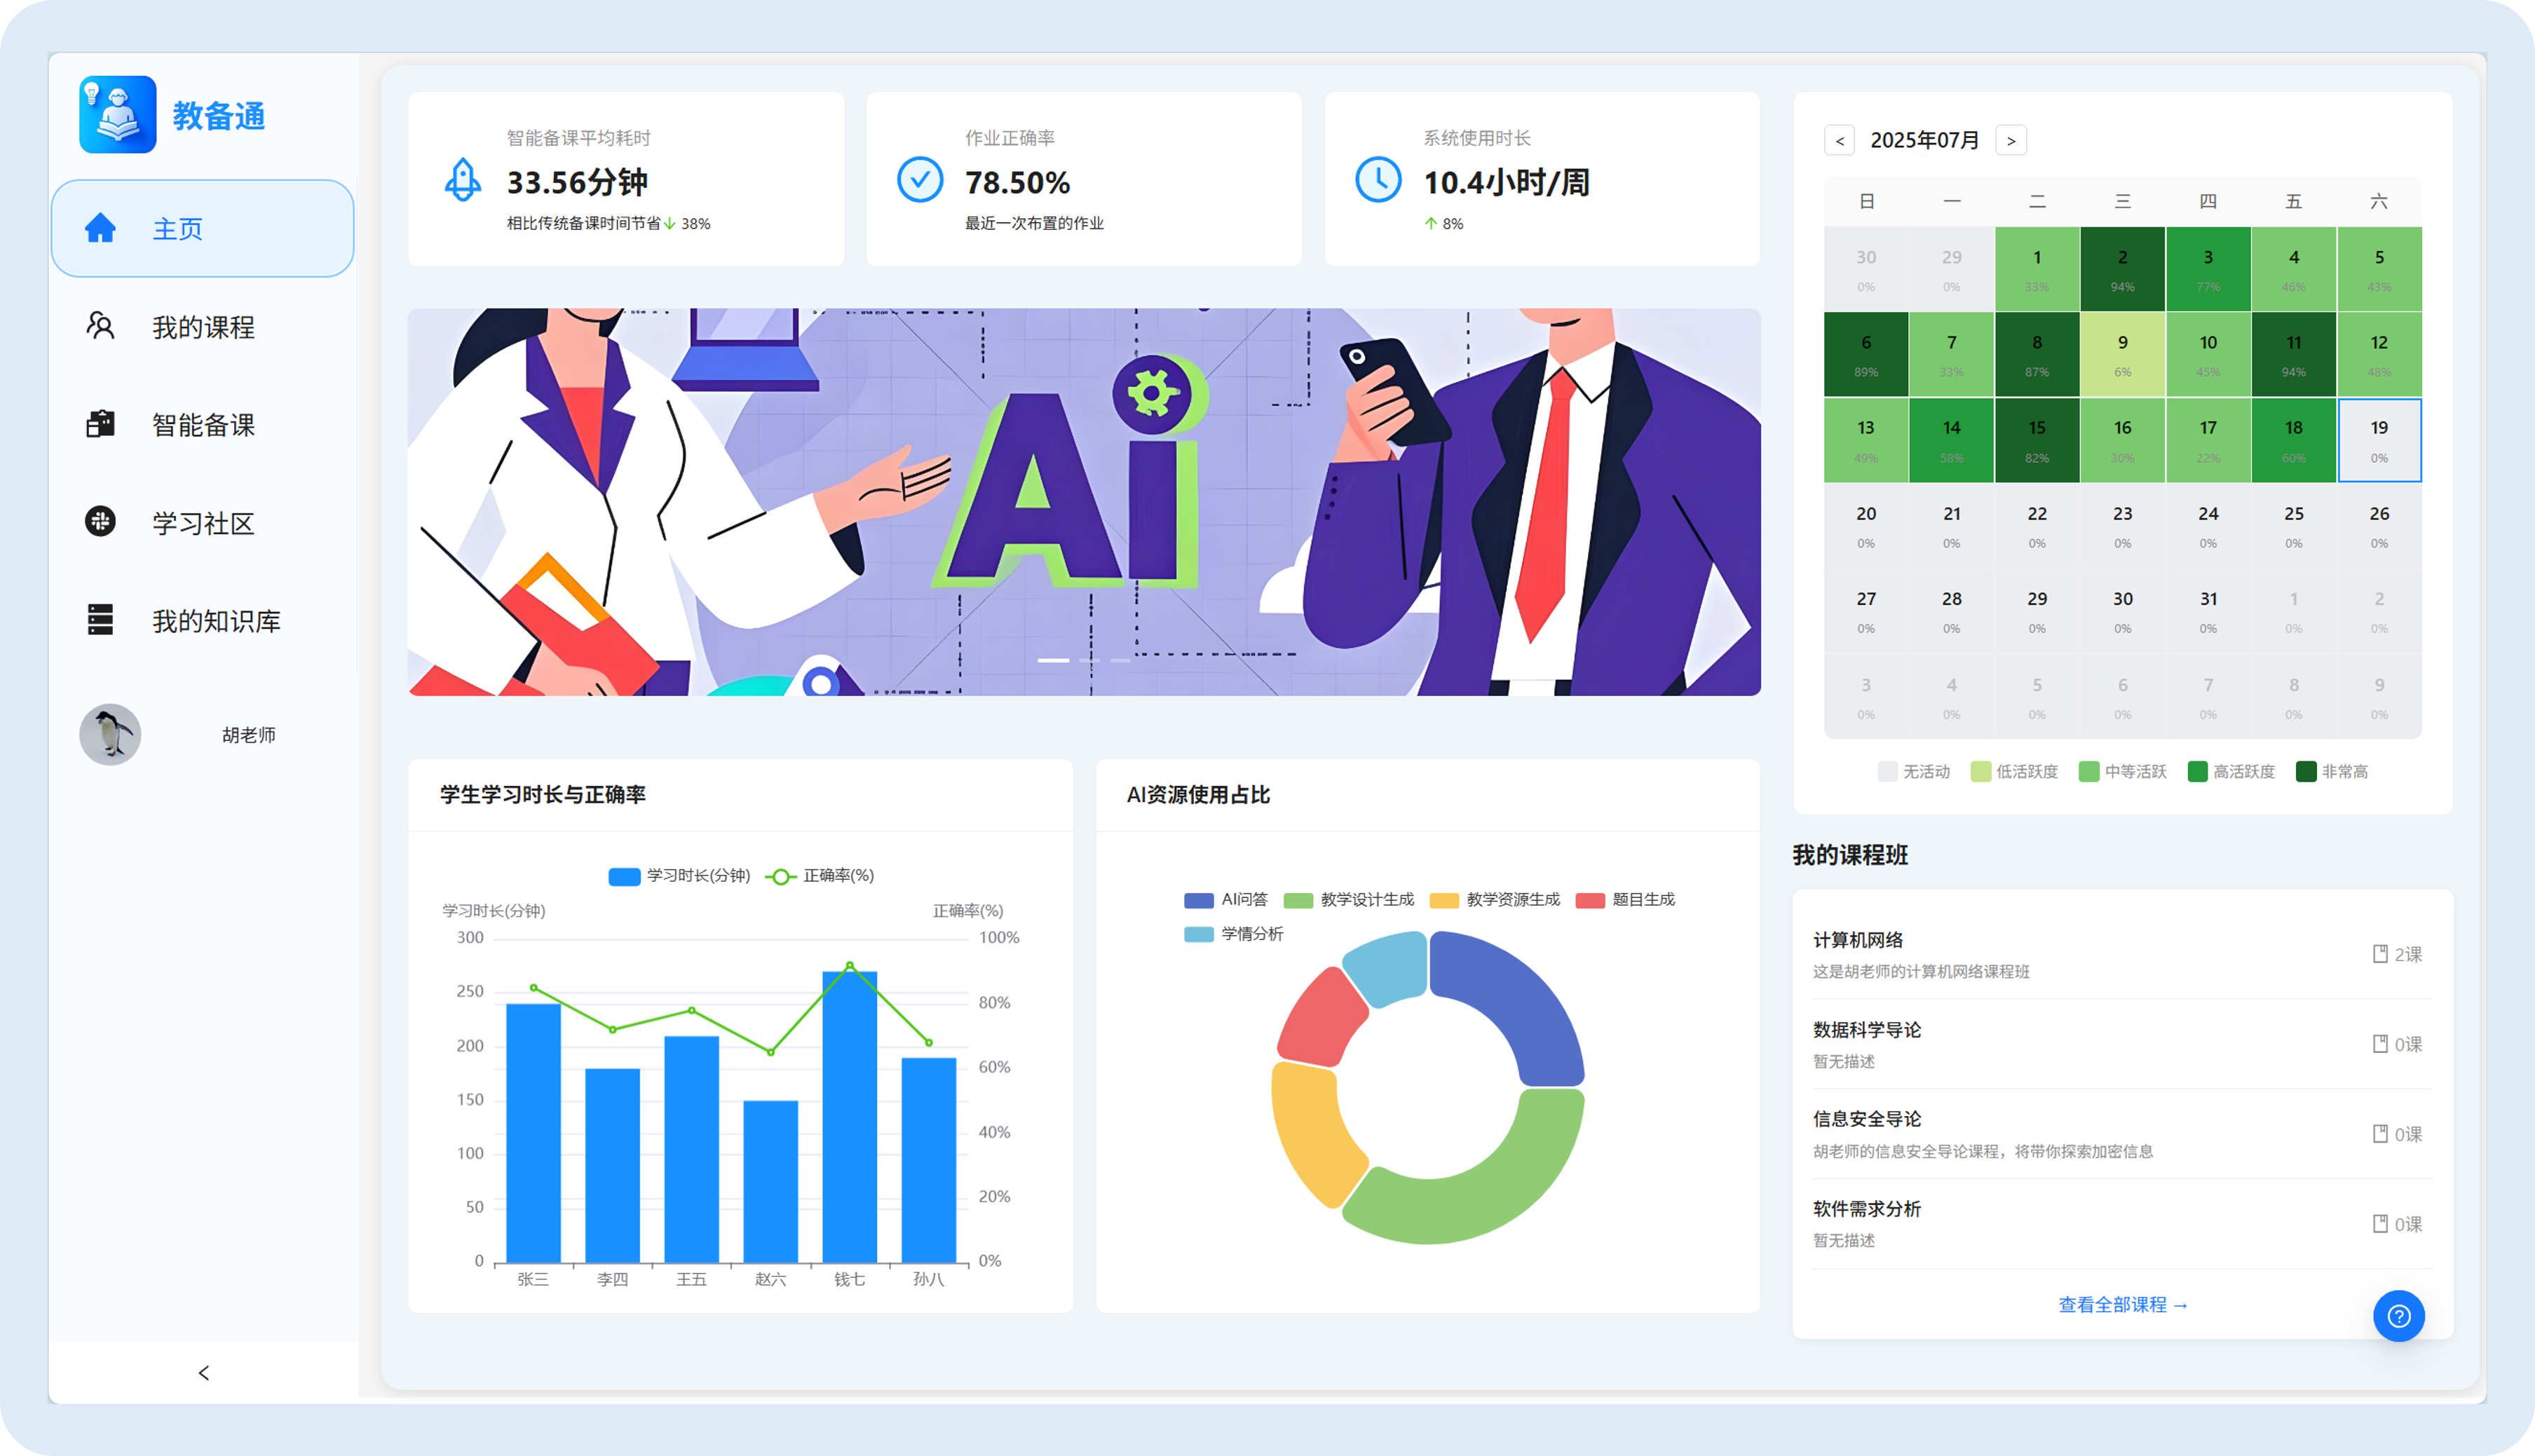 教备通
主页
我的课程
智能备课
学习社区
我的知识库
胡老师
<
智能备课平均耗时
33.56分钟
相比传统备课时间节省↓ 38%
作业正确率
78.50%
最近一次布置的作业
系统使用时长
10.4小时/周
↑ 8%
Ai
学生学习时长与正确率
学习时长(分钟) 正确率(%)
学习时长(分钟) 正确率(%)
300 100%
250 80%
200 60%
150
100 40%
50 20%
0 0%
张三 李四 王五 赵六 钱七 孙八
AI资源使用占比
AI问答 教学设计生成 教学资源生成 题目生成
学情分析
< 2025年07月 >
日 一 二 三 四 五 六
30 29 1 2 3 4 5
0% 0% 33% 94% 77% 46% 43%
6 7 8 9 10 11 12
89% 33% 87% 6% 45% 94% 48%
13 14 15 16 17 18 19
49% 58% 82% 30% 22% 60% 0%
20 21 22 23 24 25 26
0% 0% 0% 0% 0% 0% 0%
27 28 29 30 31 1 2
0% 0% 0% 0% 0% 0% 0%
3 4 5 6 7 8 9
0% 0% 0% 0% 0% 0% 0%
无活动 低活跃度 中等活跃 高活跃度 非常高
我的课程班
计算机网络
这是胡老师的计算机网络课程班
2课
数据科学导论
暂无描述
0课
信息安全导论
胡老师的信息安全导论课程，将带你探索加密信息
0课
软件需求分析
暂无描述
0课
查看全部课程 →
?